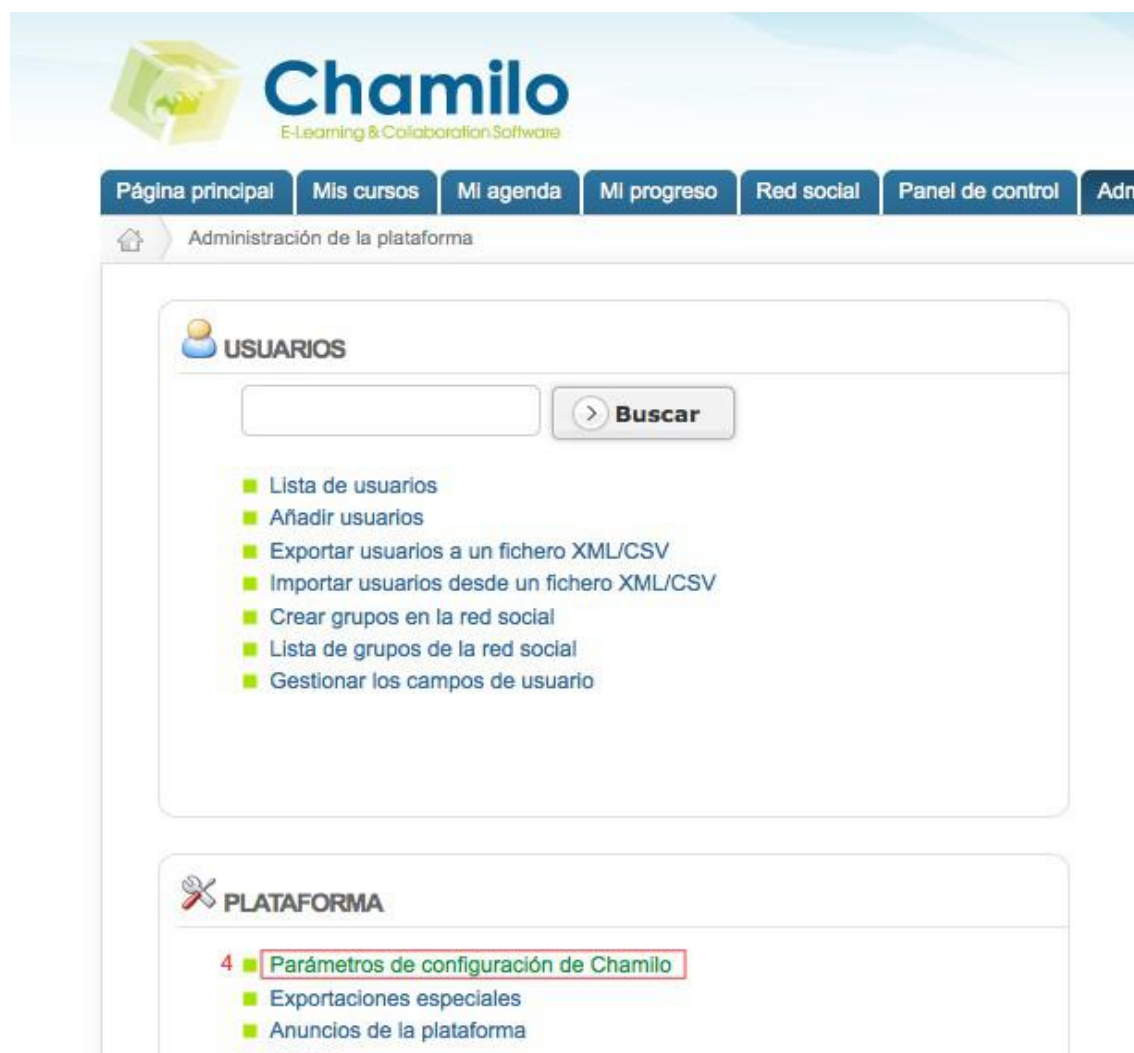 Chamilo
E-Learning & Collaboration Software
Página principal Mis cursos Mi agenda Mi progreso Red social Panel de control Adm
Administración de la plataforma
USUARIOS
Buscar
Lista de usuarios
Añadir usuarios
Exportar usuarios a un fichero XML/CSV
Importar usuarios desde un fichero XML/CSV
Crear grupos en la red social
Lista de grupos de la red social
Gestionar los campos de usuario
PLATAFORMA
4 Parámetros de configuración de Chamilo
Exportaciones especiales
Anuncios de la plataforma